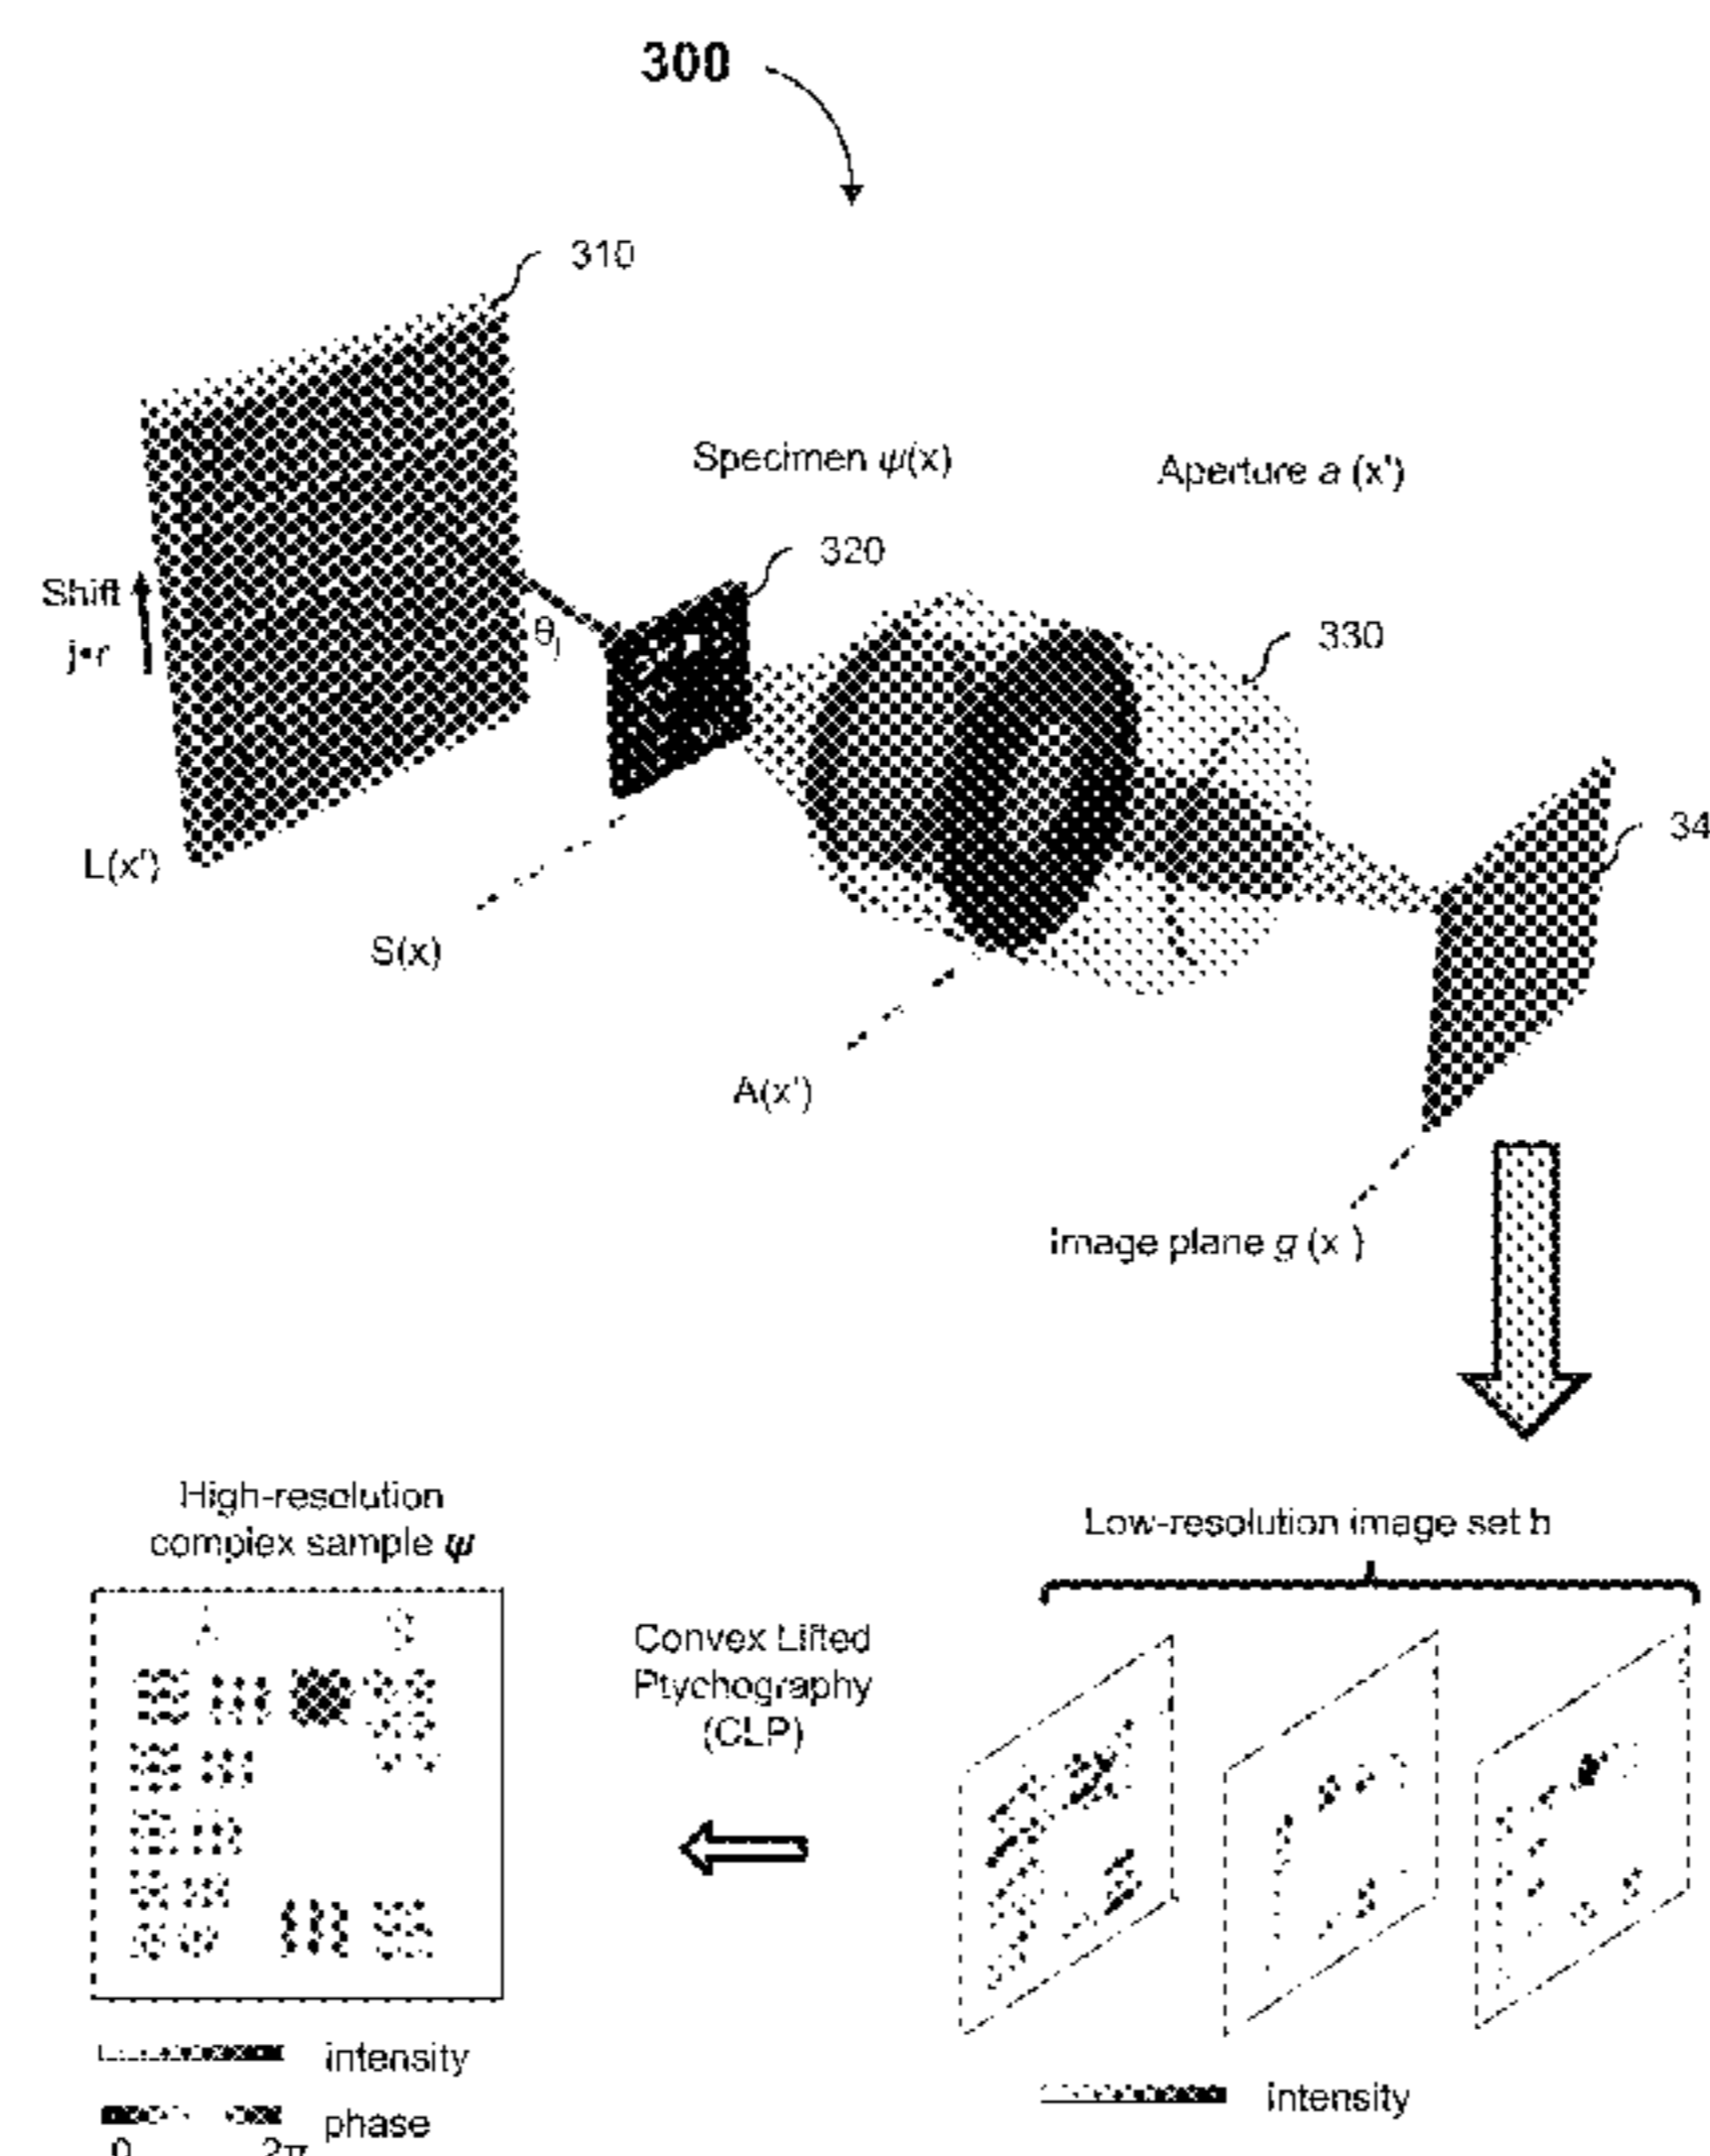 300
310
Specimen ψ(x)
Aperture a (x')
320
Shift
j•r
θj
330
34
L(x')
S(x)
A(x')
Image plane g (x )
High-resolution
complex sample ψ
Low-resolution image set b
Convex Lifted
Ptychography
(CLP)
intensity
phase
0 2π
intensity